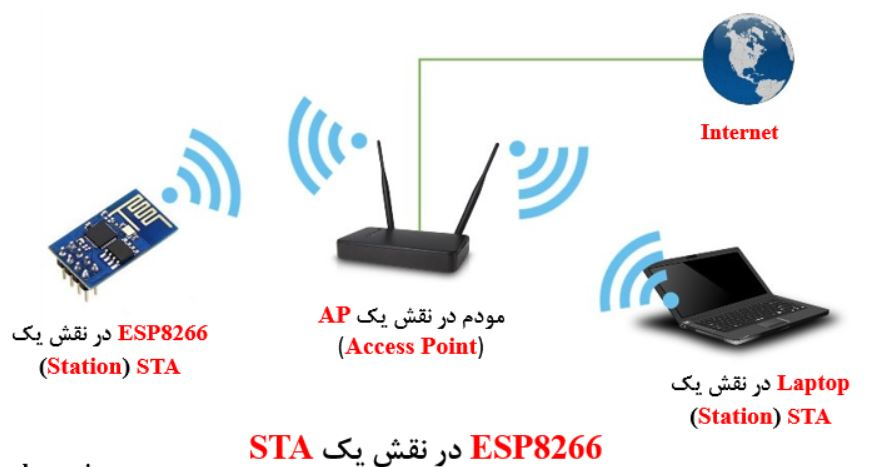 Internet
مودم در نقش یک AP
(Access Point)
ESP8266 در نقش یک
STA (Station)
Laptop در نقش یک
STA (Station)
ESP8266 در نقش یک STA